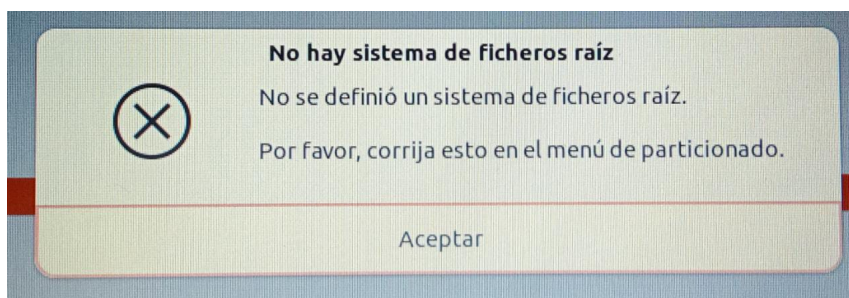 No hay sistema de ficheros raíz
No se definió un sistema de ficheros raíz.
Por favor, corrija esto en el menú de particionado.
Aceptar